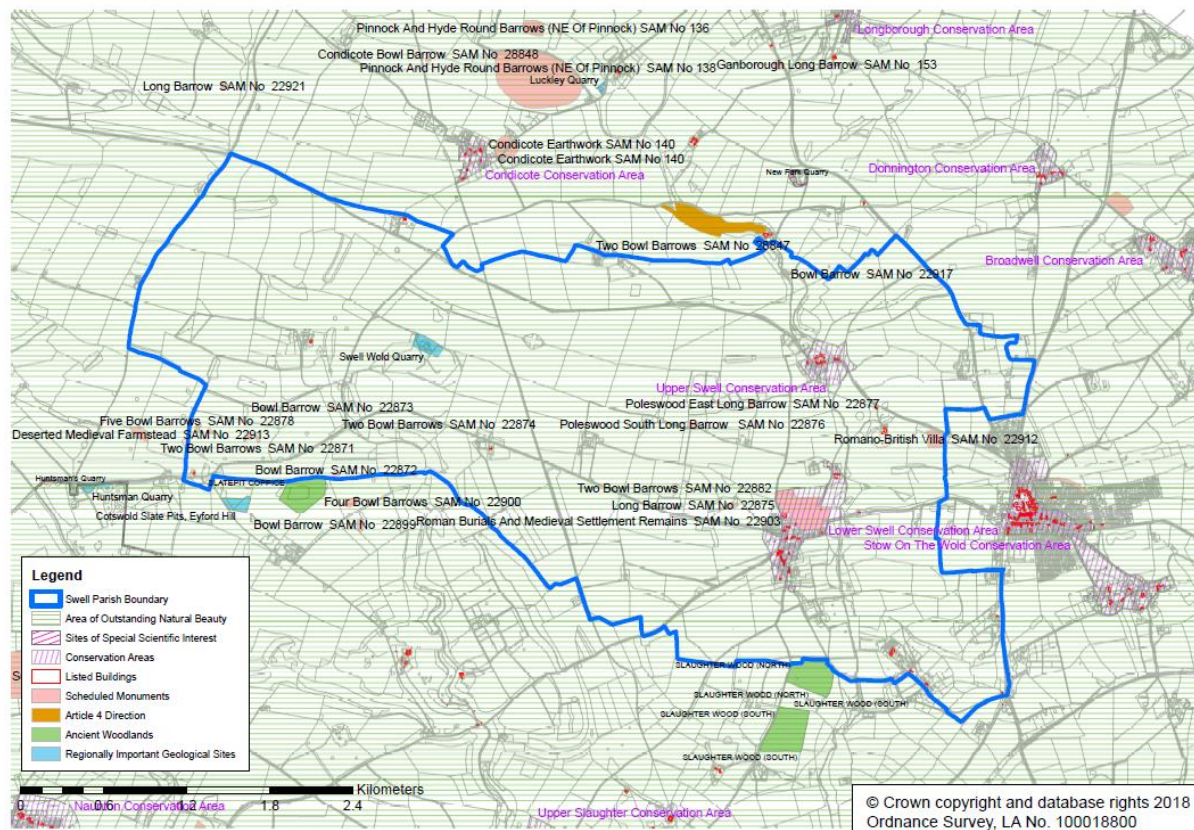 Pinnock And Hyde Round Barrows (NE Of Pinnock) SAM No 136
Longborough Conservation Area
Condicote Bowl Barrow SAM No 28848
Pinnock And Hyde Round Barrows (NE Of Pinnock) SAM No 138
Ganborough Long Barrow SAM No 153
Luckley Quarry
Long Barrow SAM No 22921
Condicote Earthwork SAM No 140
Condicote Earthwork SAM No 140
Condicote Conservation Area
New Park Quarry
Donnington Conservation Area
Two Bowl Barrows SAM No 28847
Broadwell Conservation Area
Bowl Barrow SAM No 22917
Swell Wold Quarry
Upper Swell Conservation Area
Bowl Barrow SAM No 22873
Poleswood East Long Barrow SAM No 22877
Five Bowl Barrows SAM No 22878
Two Bowl Barrows SAM No 22874
Poleswood South Long Barrow SAM No 22876
Deserted Medieval Farmstead SAM No 22913
Romano-British Villa SAM No 22912
Two Bowl Barrows SAM No 22871
Bowl Barrow SAM No 22872
Huntsman's Quarry
SLATEPIT COPPICE
Two Bowl Barrows SAM No 22882
Huntsman Quarry
Four Bowl Barrows SAM No 22900
Long Barrow SAM No 22875
Cotswold Slate Pits, Eyford Hill
Bowl Barrow SAM No 22899
Roman Burials And Medieval Settlement Remains SAM No 22903
Lower Swell Conservation Area
Stow On The Wold Conservation Area
Legend
Swell Parish Boundary
Area of Outstanding Natural Beauty
Sites of Special Scientific Interest
Conservation Areas
Listed Buildings
Scheduled Monuments
Article 4 Direction
Ancient Woodlands
Regionally Important Geological Sites
SLAUGHTER WOOD (NORTH)
SLAUGHTER WOOD (NORTH)
SLAUGHTER WOOD (SOUTH)
SLAUGHTER WOOD (SOUTH)
SLAUGHTER WOOD (SOUTH)
Kilometers
0 0.6 1.2 1.8 2.4
Naunton Conservation Area
Upper Slaughter Conservation Area
© Crown copyright and database rights 2018
Ordnance Survey, LA No. 100018800